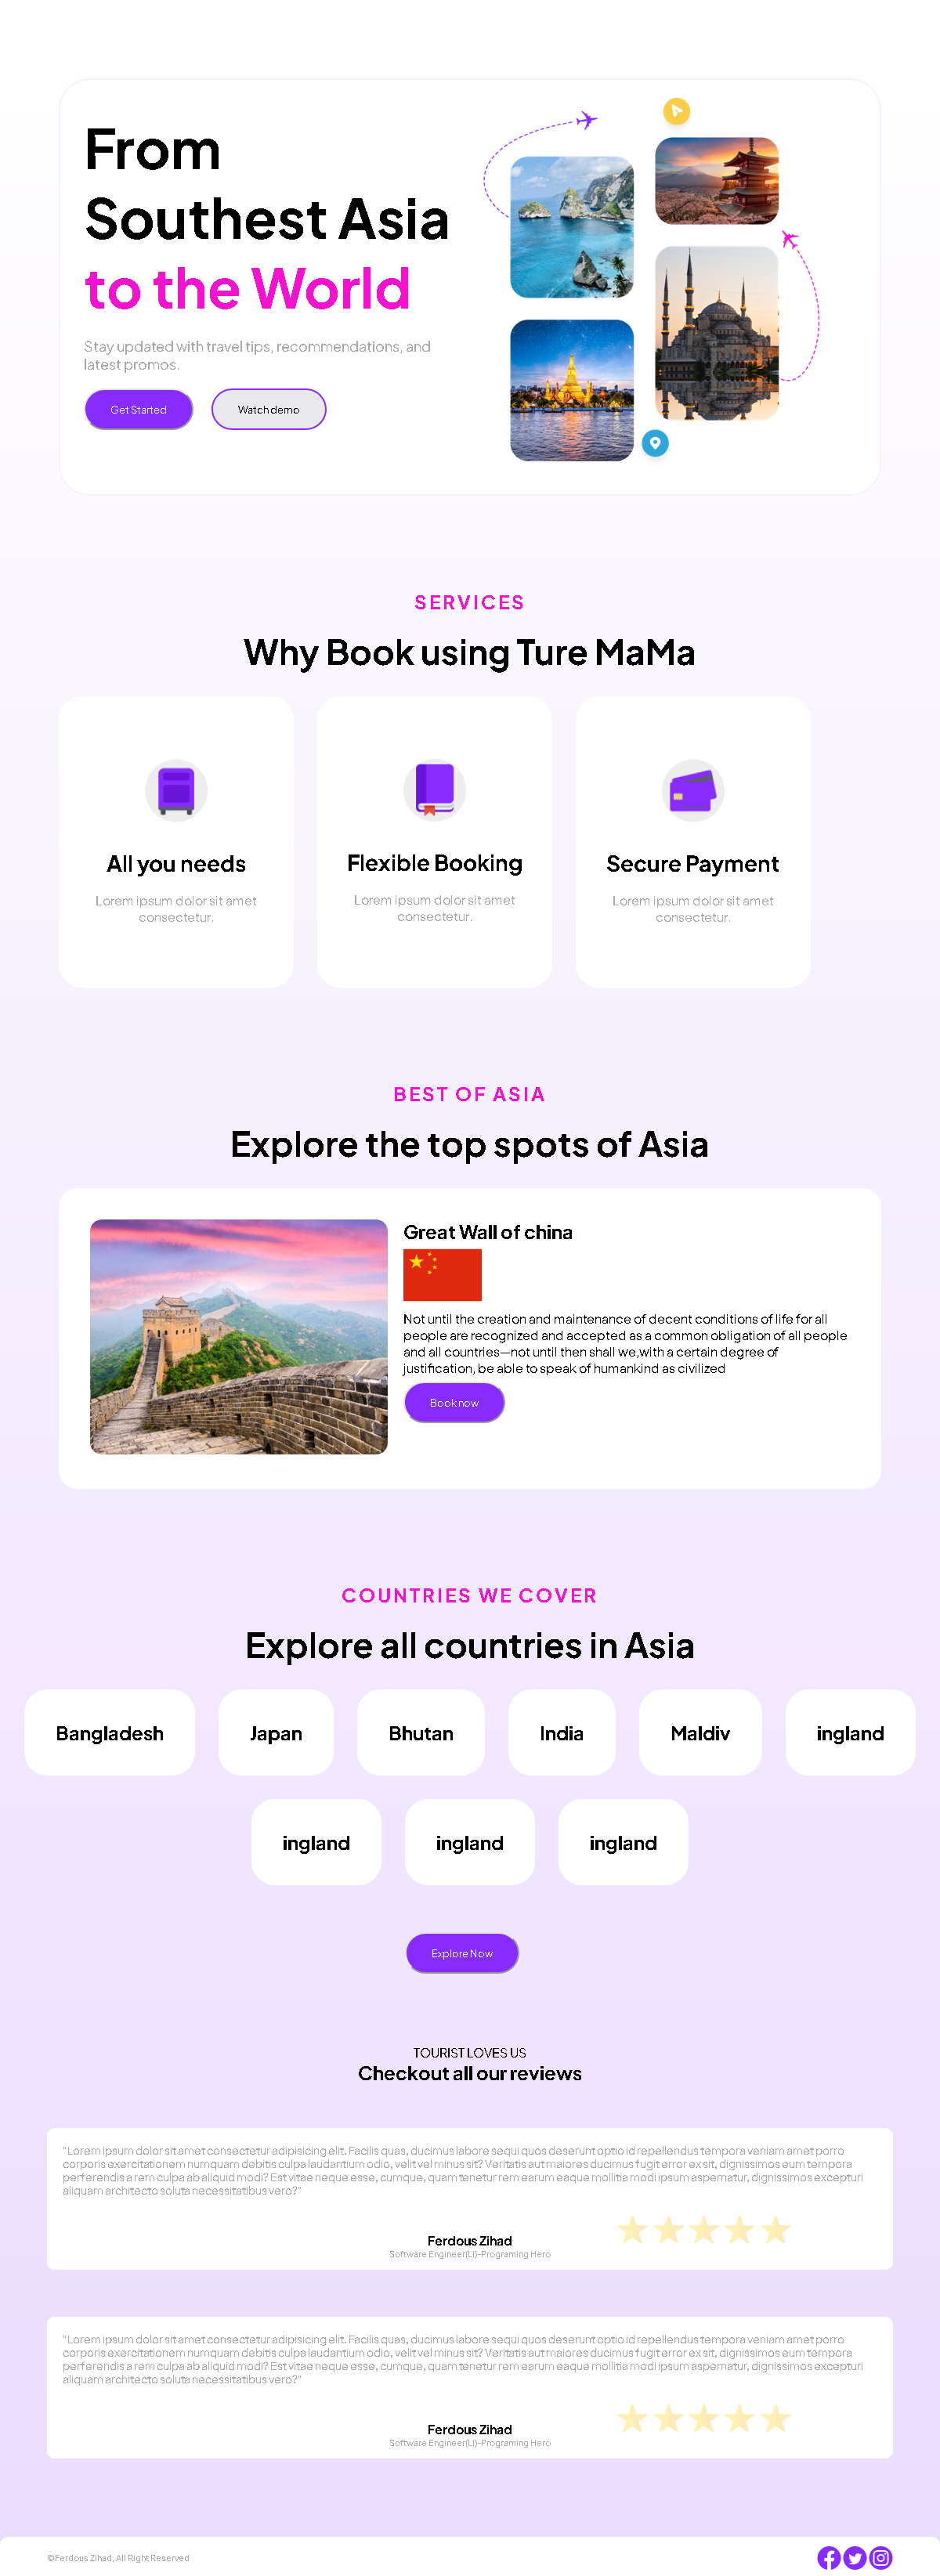 From
Southest Asia
to the World
Stay updated with travel tips, recommendations, and
latest promos.
Get Started
Watch demo
SERVICES
Why Book using Ture MaMa
All you needs
Lorem ipsum dolor sit amet
consectetur.
Flexible Booking
Lorem ipsum dolor sit amet
consectetur.
Secure Payment
Lorem ipsum dolor sit amet
consectetur.
BEST OF ASIA
Explore the top spots of Asia
Great Wall of china
Not until the creation and maintenance of decent conditions of life for all
people are recognized and accepted as a common obligation of all people
and all countries—not until then shall we,with a certain degree of
justification, be able to speak of humankind as civilized
Book now
COUNTRIES WE COVER
Explore all countries in Asia
Bangladesh
Japan
Bhutan
India
Maldiv
ingland
ingland
ingland
ingland
Explore Now
TOURIST LOVES US
Checkout all our reviews
"Lorem ipsum dolor sit amet consectetur adipisicing elit. Facilis quas, ducimus labore sequi quos deserunt optio id repellendus tempora veniam amet porro
corporis exercitationem numquam debitis culpa laudantium odio, velit vel minus sit? Veritatis aut maiores ducimus fugit error ex sit, dignissimos eum tempora
perferendis a rem culpa ab aliquid modi? Est vitae neque esse, cumque, quam tenetur rem earum eaque mollitia modi ipsum aspernatur, dignissimos excepturi
aliquam architecto soluta necessitatibus vero?"
Ferdous Zihad
Software Engineer(L1)-Programing Hero
"Lorem ipsum dolor sit amet consectetur adipisicing elit. Facilis quas, ducimus labore sequi quos deserunt optio id repellendus tempora veniam amet porro
corporis exercitationem numquam debitis culpa laudantium odio, velit vel minus sit? Veritatis aut maiores ducimus fugit error ex sit, dignissimos eum tempora
perferendis a rem culpa ab aliquid modi? Est vitae neque esse, cumque, quam tenetur rem earum eaque mollitia modi ipsum aspernatur, dignissimos excepturi
aliquam architecto soluta necessitatibus vero?"
Ferdous Zihad
Software Engineer(L1)-Programing Hero
©Ferdous Zihad, All Right Reserved